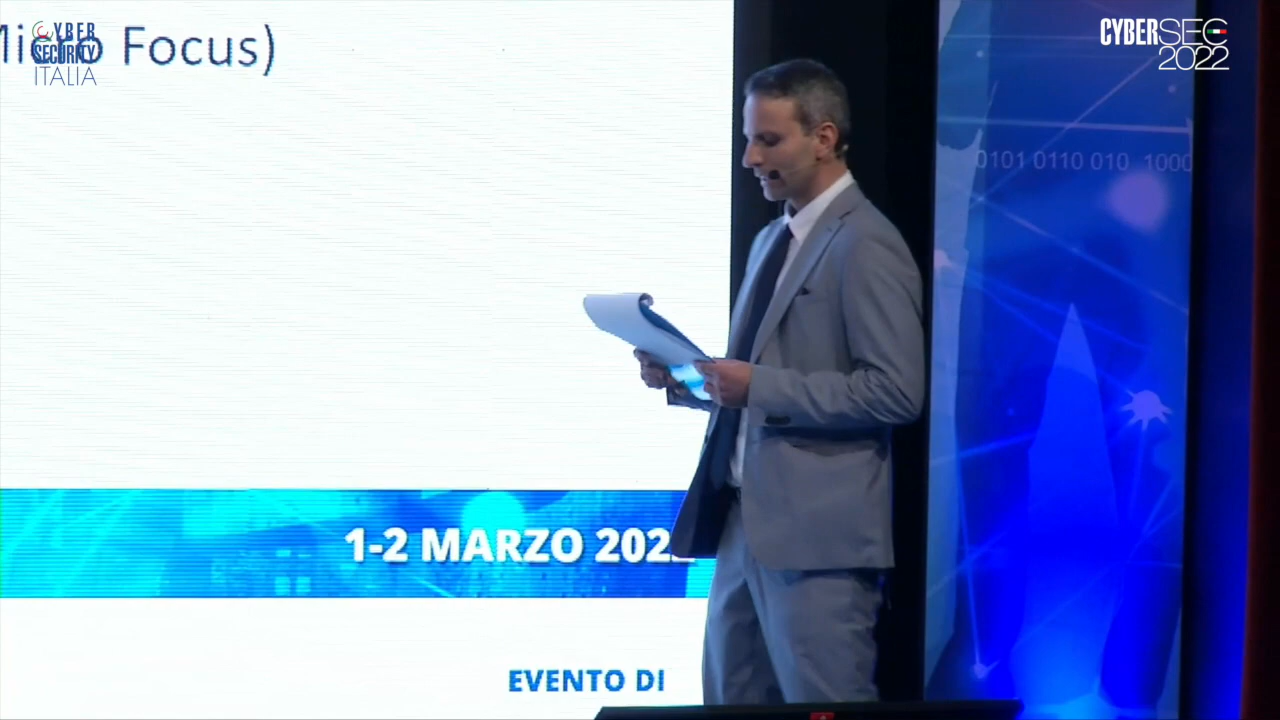 Micro Focus)
CYBER
SECURITY
ITALIA
CYBERSEC
2022
0101 0110 010 1000
1-2 MARZO 2022
EVENTO DI